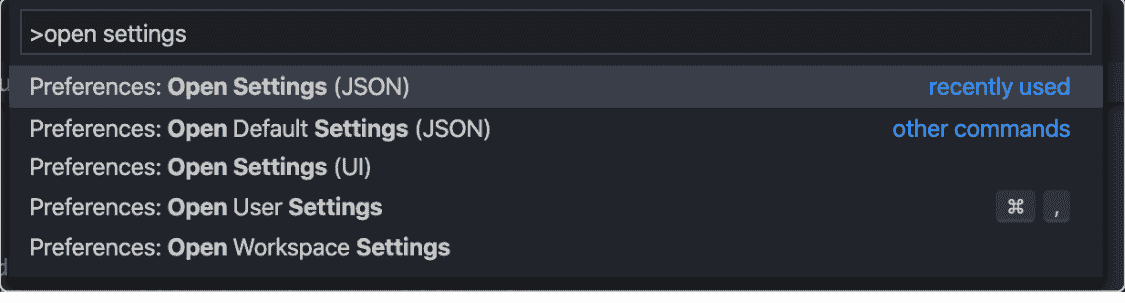 >open settings
Preferences: Open Settings (JSON) recently used
Preferences: Open Default Settings (JSON) other commands
Preferences: Open Settings (UI)
Preferences: Open User Settings ⌘ ,
Preferences: Open Workspace Settings